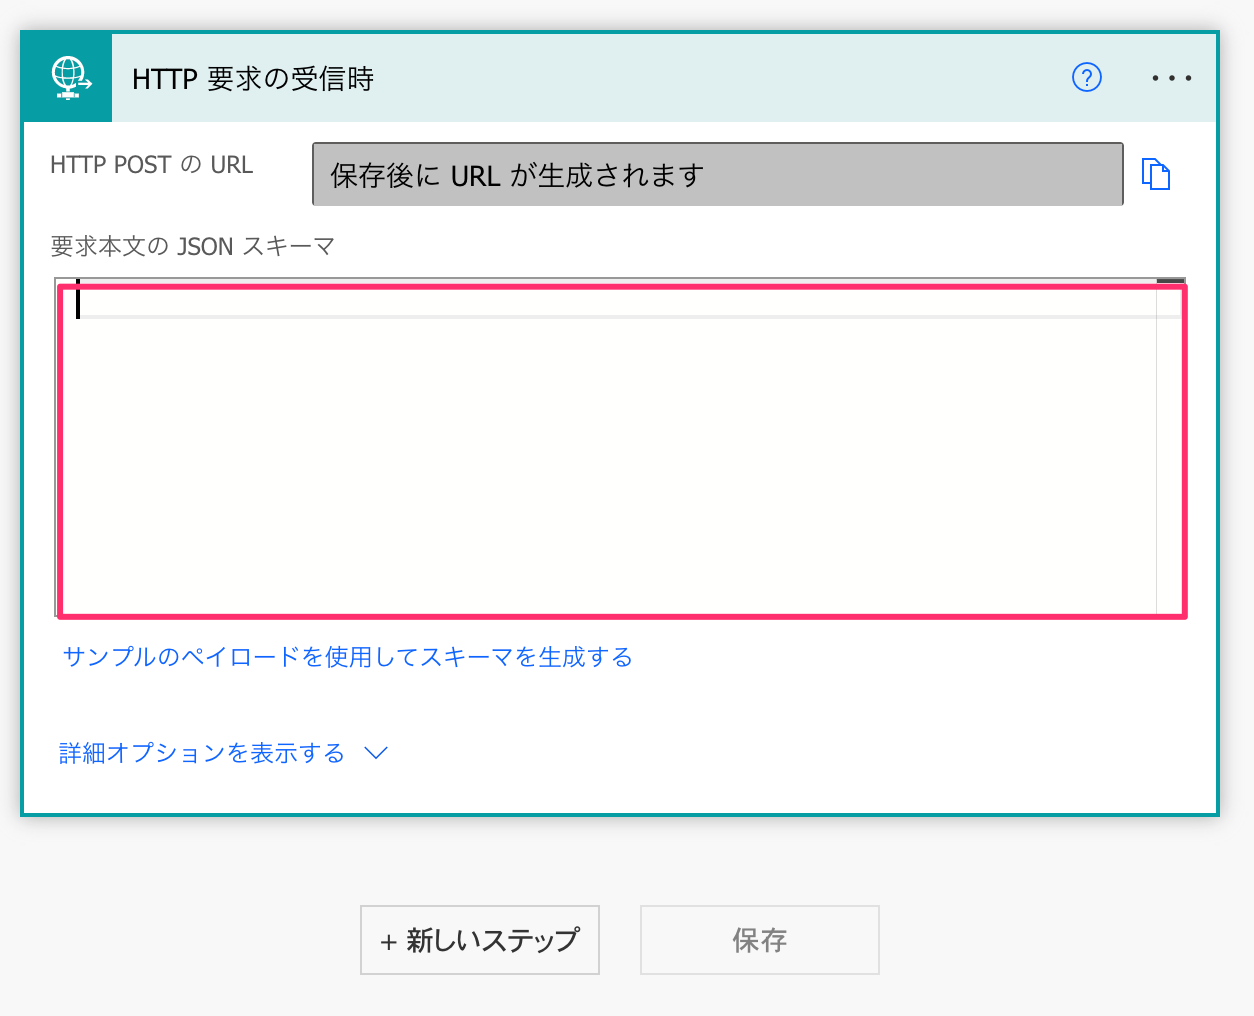 HTTP 要求の受信時
HTTP POST の URL
保存後に URL が生成されます
要求本文の JSON スキーマ
サンプルのペイロードを使用してスキーマを生成する
詳細オプションを表示する
+ 新しいステップ
保存